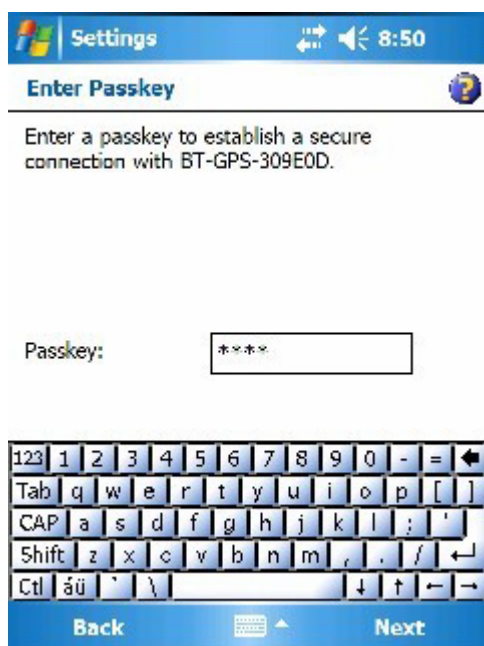 Settings 8:50
Enter Passkey
Enter a passkey to establish a secure
connection with BT-GPS-309E0D.
Passkey: ****
123 1 2 3 4 5 6 7 8 9 0 - =
Tab q w e r t y u i o p [ ]
CAP a s d f g h j k l ; '
Shift z x c v b n m , . /
Ctl áü ` \
Back Next